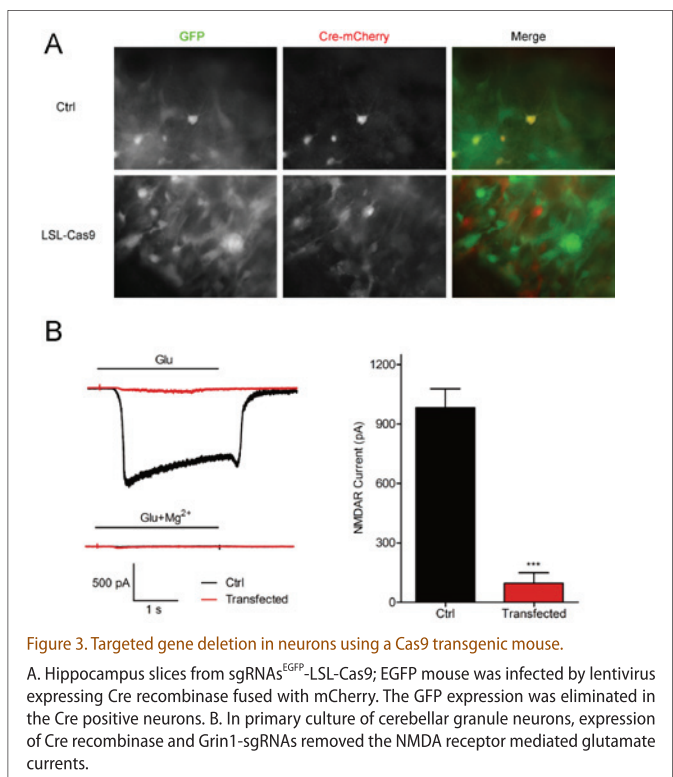 A
GFP
Cre-mCherry
Merge
Ctrl
LSL-Cas9
B
Glu
Glu+Mg²⁺
500 pA
1 s
Ctrl
Transfected
NMDAR Current (pA)
1200
900
600
300
0
***
Ctrl
Transfected
Figure 3. Targeted gene deletion in neurons using a Cas9 transgenic mouse.
A. Hippocampus slices from sgRNAsᴱᴳᶠᴾ-LSL-Cas9; EGFP mouse was infected by lentivirus
expressing Cre recombinase fused with mCherry. The GFP expression was eliminated in
the Cre positive neurons. B. In primary culture of cerebellar granule neurons, expression
of Cre recombinase and Grin1-sgRNAs removed the NMDA receptor mediated glutamate
currents.